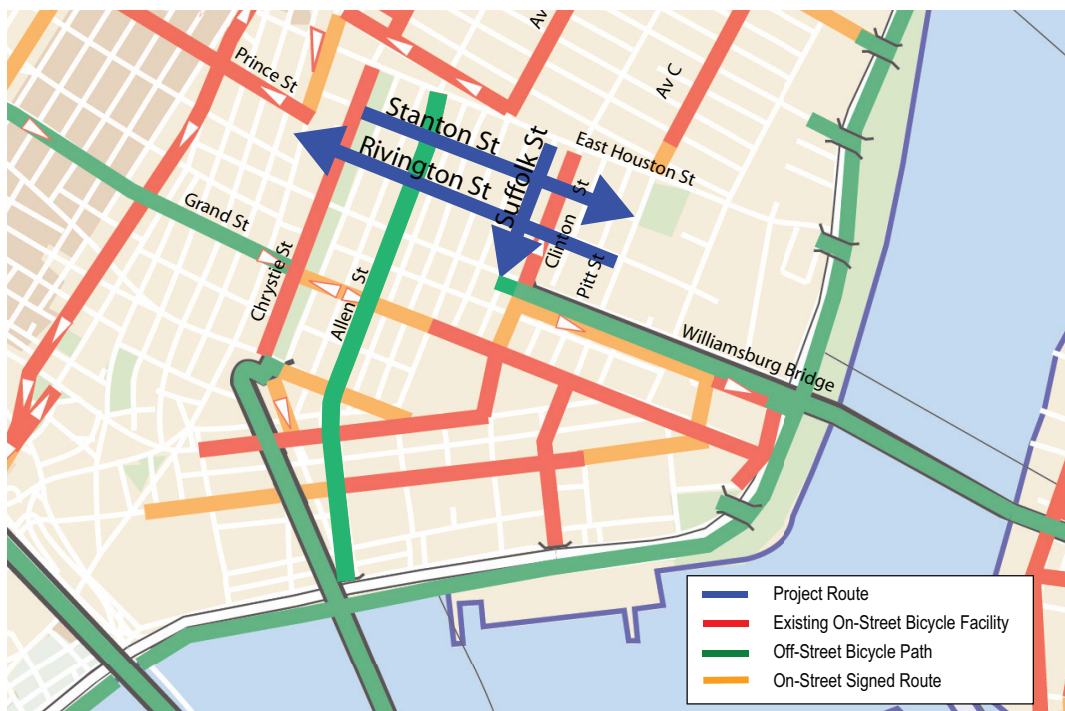 Av
Av C
Prince St
Stanton St
Rivington St
Suffolk St
East Houston St
Clinton St
Pitt St
Grand St
Chrystie St
Allen St
Williamsburg Bridge
Project Route
Existing On-Street Bicycle Facility
Off-Street Bicycle Path
On-Street Signed Route